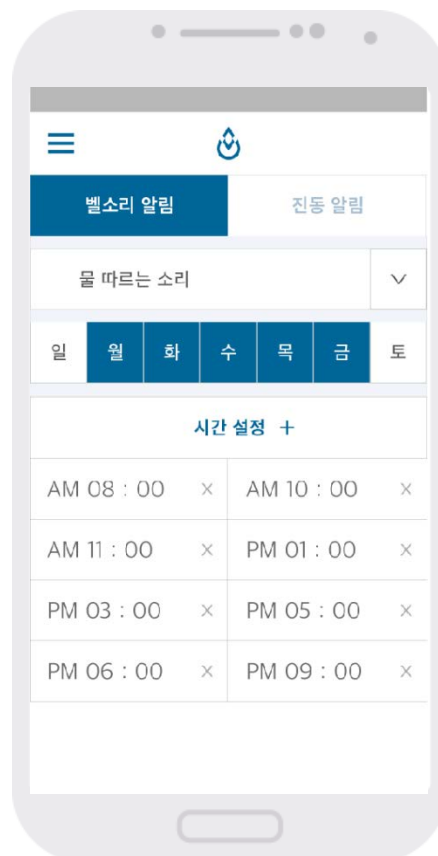 벨소리 알림 진동 알림
물 따르는 소리
일 월 화 수 목 금 토
시간 설정 +
AM 08 : 00 × AM 10 : 00 ×
AM 11 : 00 × PM 01 : 00 ×
PM 03 : 00 × PM 05 : 00 ×
PM 06 : 00 × PM 09 : 00 ×